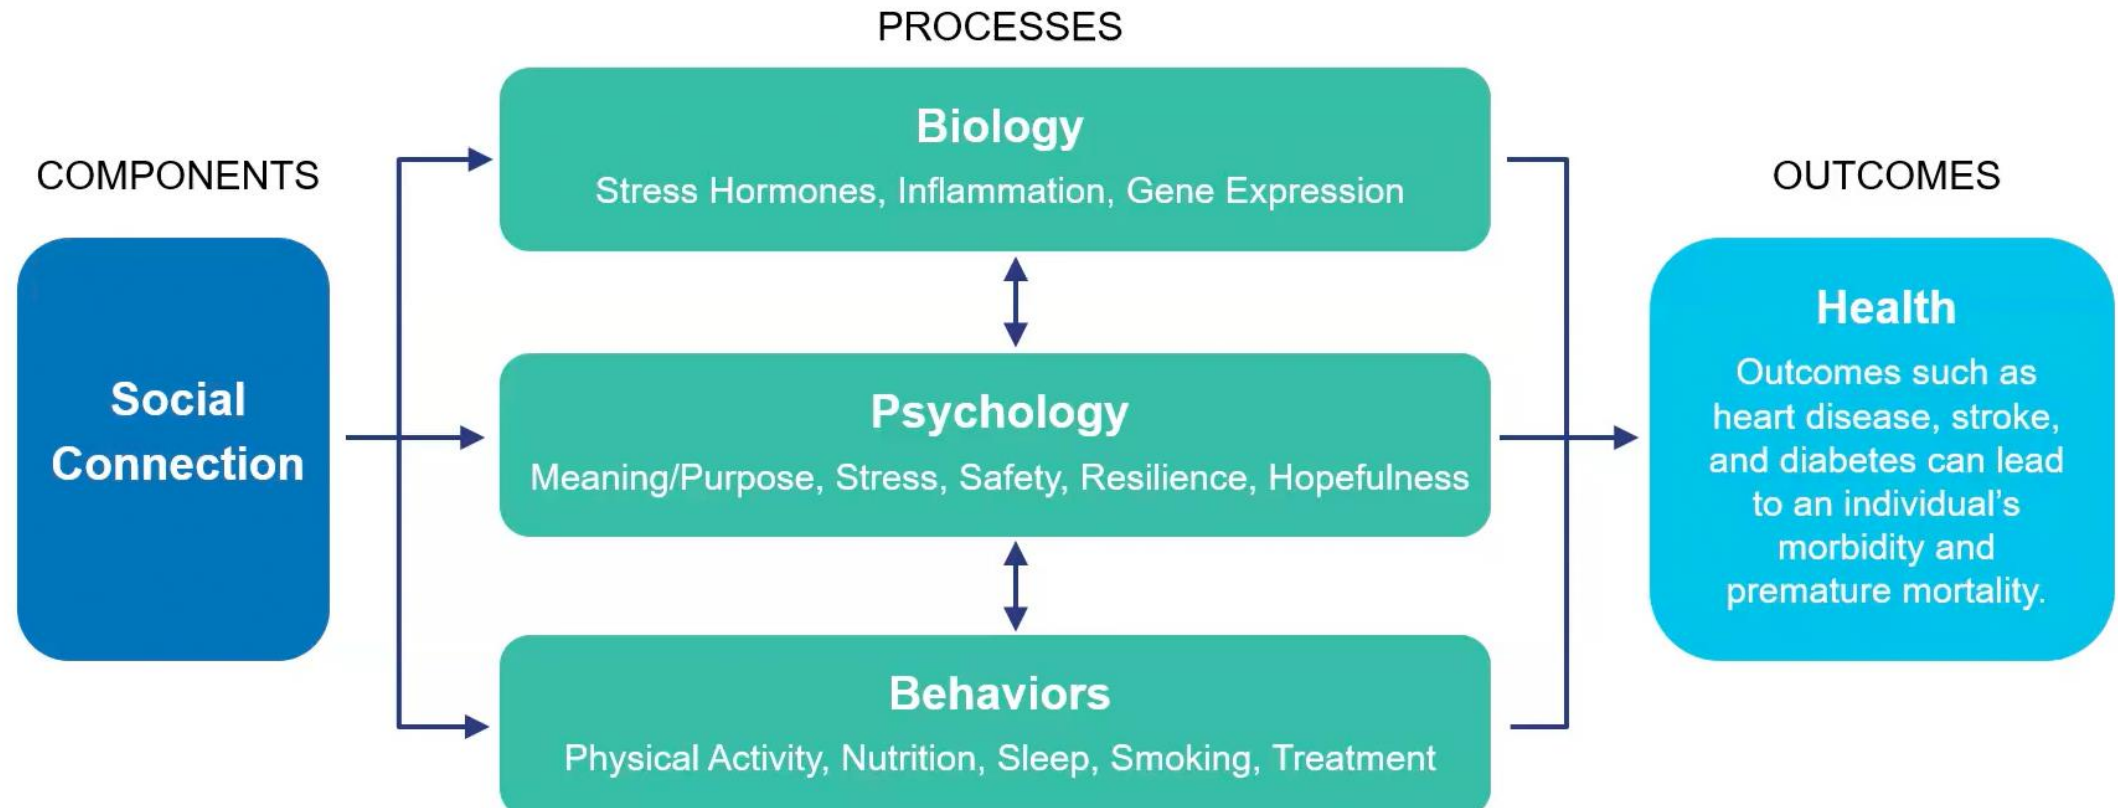 PROCESSES
COMPONENTS
Social
Connection
Biology
Stress Hormones, Inflammation, Gene Expression
Psychology
Meaning/Purpose, Stress, Safety, Resilience, Hopefulness
Behaviors
Physical Activity, Nutrition, Sleep, Smoking, Treatment
OUTCOMES
Health
Outcomes such as
heart disease, stroke,
and diabetes can lead
to an individual’s
morbidity and
premature mortality.